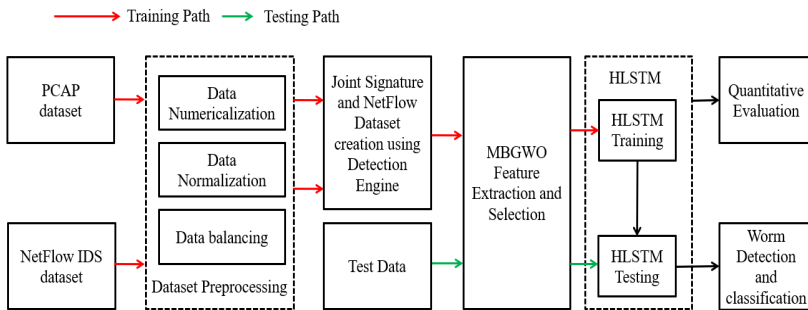 Training Path
Testing Path
PCAP
dataset
NetFlow IDS
dataset
Data
Numericalization
Data
Normalization
Data balancing
Dataset Preprocessing
Joint Signature
and NetFlow
Dataset
creation using
Detection
Engine
Test Data
MBGWO
Feature
Extraction and
Selection
HLSTM
HLSTM
Training
HLSTM
Testing
Quantitative
Evaluation
Worm
Detection
and
classification